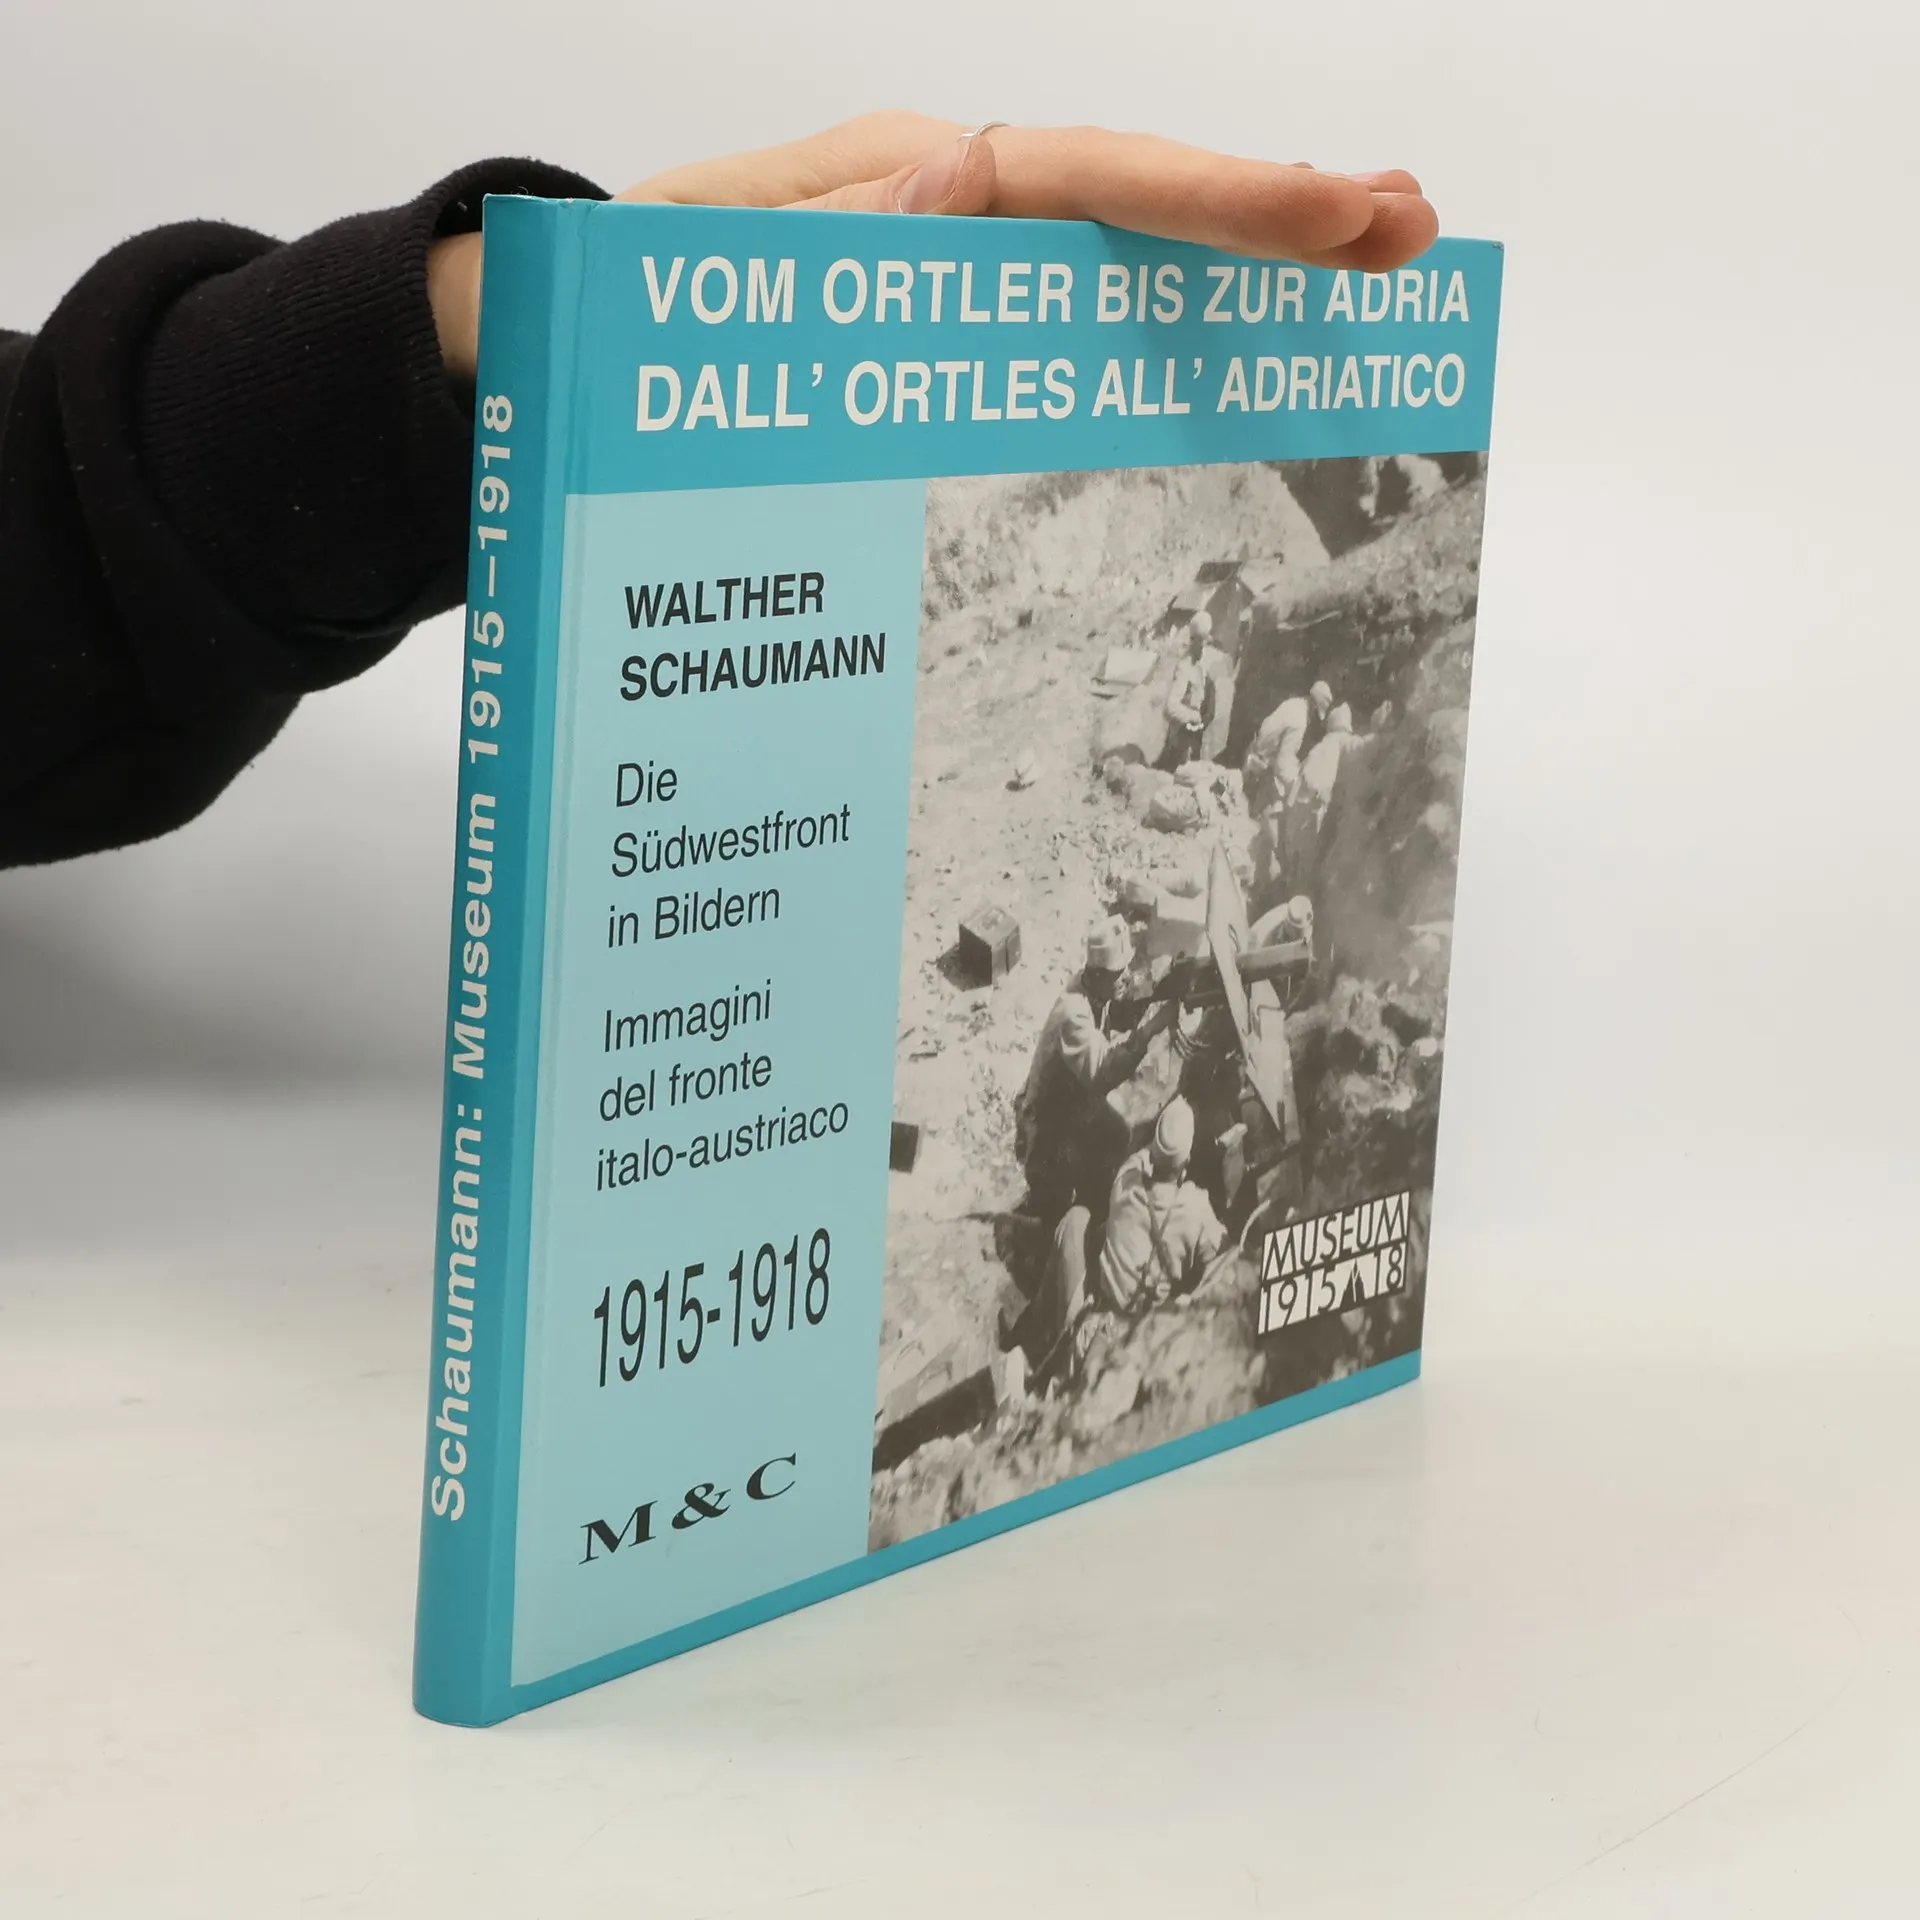 VOM ORTLER BIS ZUR ADRIA
DALL' ORTLES ALL' ADRIATICO
WALTHER
SCHAUMANN
Die
Südwestfront
in Bildern
Immagini
del fronte
italo-austriaco
1915-1918
M & C
MUSEUM
1915 18
Schaumann: Museum 1915–1918